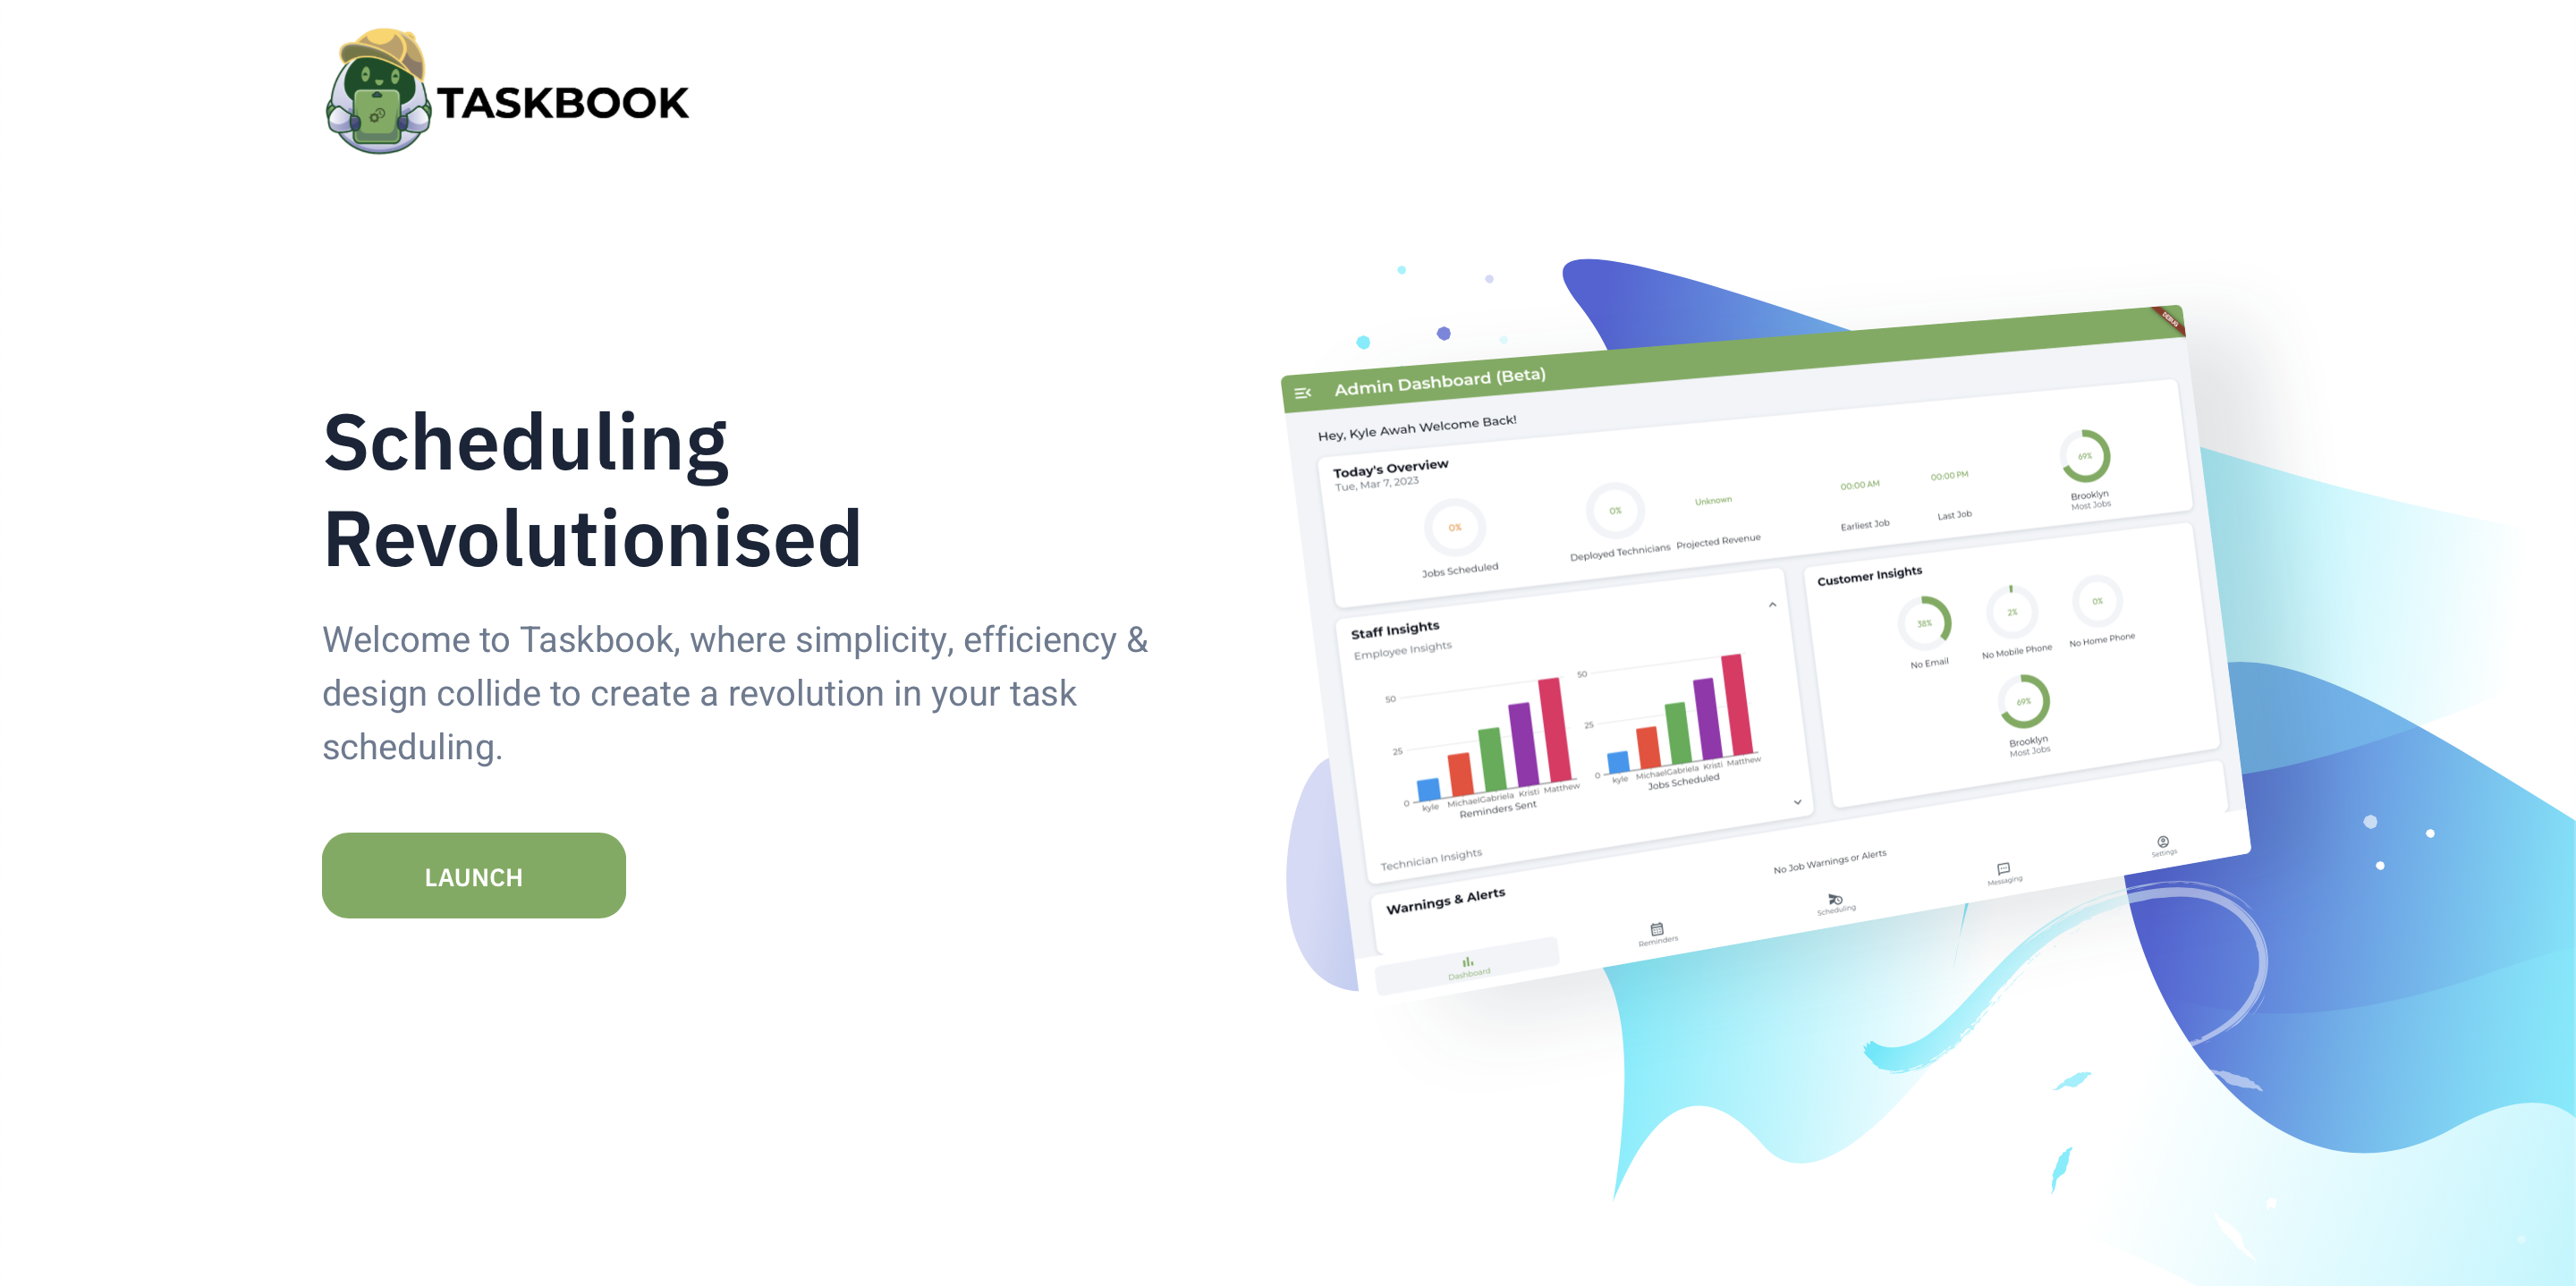 TASKBOOK
Scheduling
Revolutionised
Welcome to Taskbook, where simplicity, efficiency &
design collide to create a revolution in your task
scheduling.
LAUNCH
DEBUG
Admin Dashboard (Beta)
Hey, Kyle Awah Welcome Back!
Today's Overview
Tue, Mar 7, 2023
0%
Jobs Scheduled
0%
Deployed Technicians
Unknown
Projected Revenue
00:00 AM
Earliest Job
00:00 PM
Last Job
69%
Brooklyn
Most Jobs
Staff Insights
Employee Insights
50
25
0
kyle Michael Gabriela Kristi Matthew
Reminders Sent
50
25
0
kyle Michael Gabriela Kristi Matthew
Jobs Scheduled
Technician Insights
Customer Insights
38%
No Email
2%
No Mobile Phone
0%
No Home Phone
69%
Brooklyn
Most Jobs
Warnings & Alerts
No Job Warnings or Alerts
Dashboard
Reminders
Scheduling
Messaging
Settings